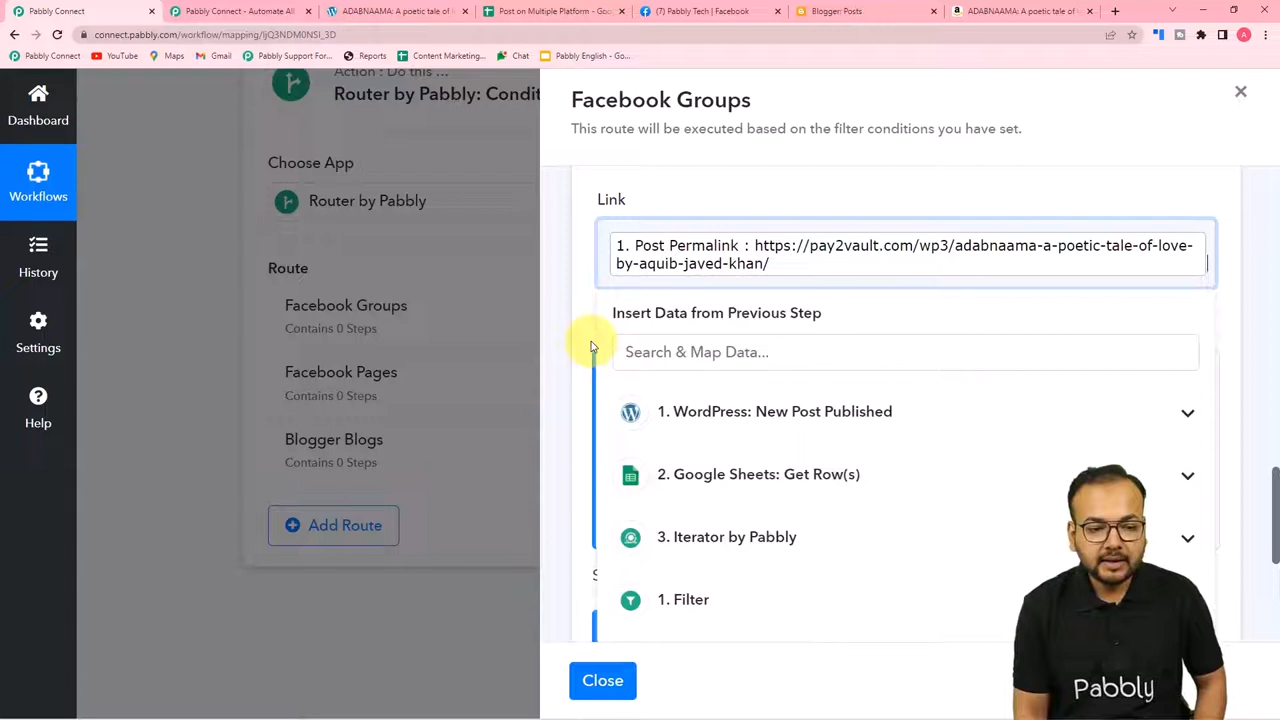 Pabbly Connect
Pabbly Connect - Automate All
ADABNAAMA: A poetic tale of l
Post on Multiple Platform - Goo
(7) Pabbly Tech | Facebook
Blogger: Posts
ADABNAAMA: A poetic tale of l
connect.pabbly.com/workflow/mapping/IjQ3NDM0NSI_3D
Pabbly Connect
YouTube
Maps
Gmail
Pabbly Support For...
Reports
Content Marketing...
Chat
Pabbly English - Go...
A
Dashboard
Workflows
History
Settings
Help
Action : Do this ...
Router by Pabbly: Condit
Choose App
Router by Pabbly
Route
Facebook Groups
Contains 0 Steps
Facebook Pages
Contains 0 Steps
Blogger Blogs
Contains 0 Steps
Add Route
Facebook Groups
This route will be executed based on the filter conditions you have set.
Link
1. Post Permalink : https://pay2vault.com/wp3/adabnaama-a-poetic-tale-of-love-
by-aquib-javed-khan/
Insert Data from Previous Step
Search & Map Data...
1. WordPress: New Post Published
2. Google Sheets: Get Row(s)
3. Iterator by Pabbly
1. Filter
Close
Pabbly